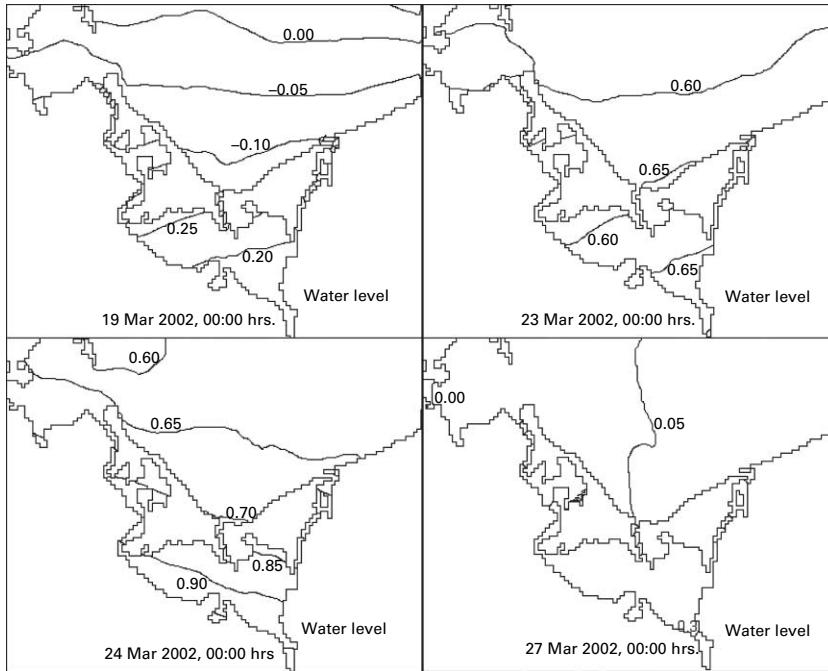 0.00
−0.05
−0.10
0.25
0.20
Water level
19 Mar 2002, 00:00 hrs.
0.60
0.65
0.60
0.65
Water level
23 Mar 2002, 00:00 hrs.
0.60
0.65
0.70
0.85
0.90
Water level
24 Mar 2002, 00:00 hrs
0.00
0.05
Water level
27 Mar 2002, 00:00 hrs.